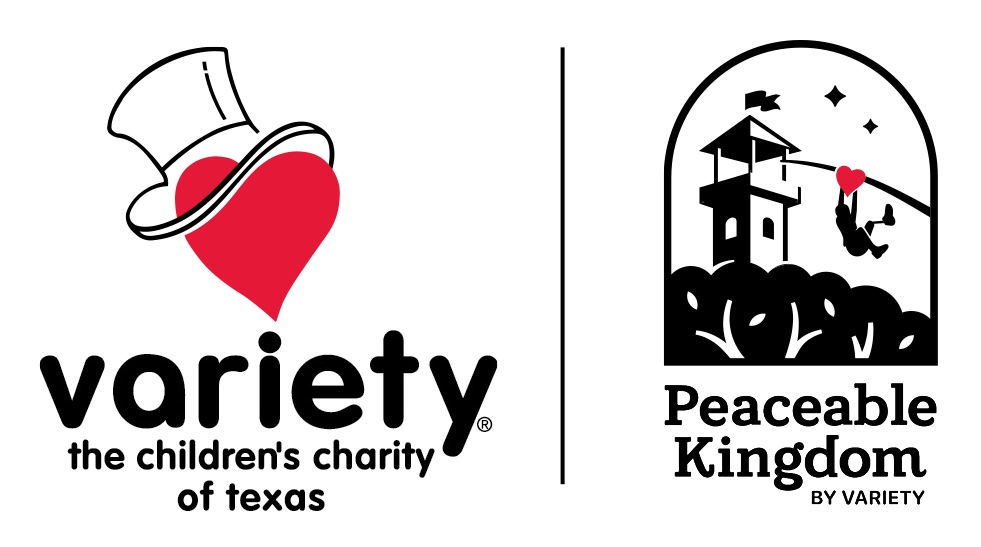 variety®
the children's charity
of texas
Peaceable
Kingdom
BY VARIETY